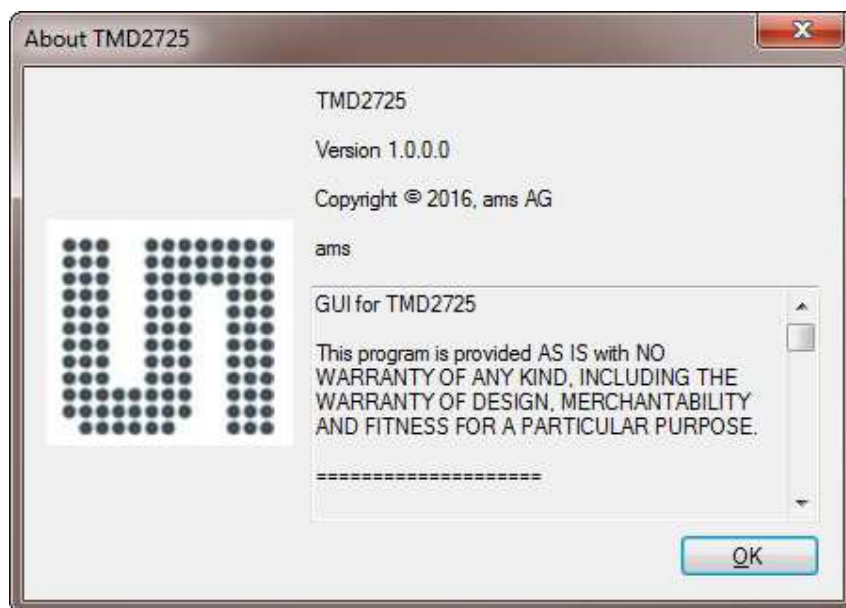 About TMD2725
TMD2725
Version 1.0.0.0
Copyright © 2016, ams AG
ams
GUI for TMD2725
This program is provided AS IS with NO
WARRANTY OF ANY KIND, INCLUDING THE
WARRANTY OF DESIGN, MERCHANTABILITY
AND FITNESS FOR A PARTICULAR PURPOSE.
====================
OK